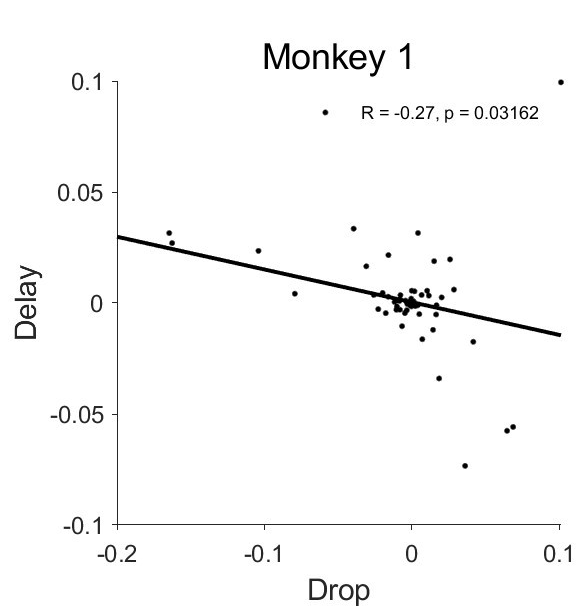 Monkey 1
0.1
R = -0.27, p = 0.03162
0.05
Delay
0
-0.05
-0.1
-0.2
-0.1
0
0.1
Drop